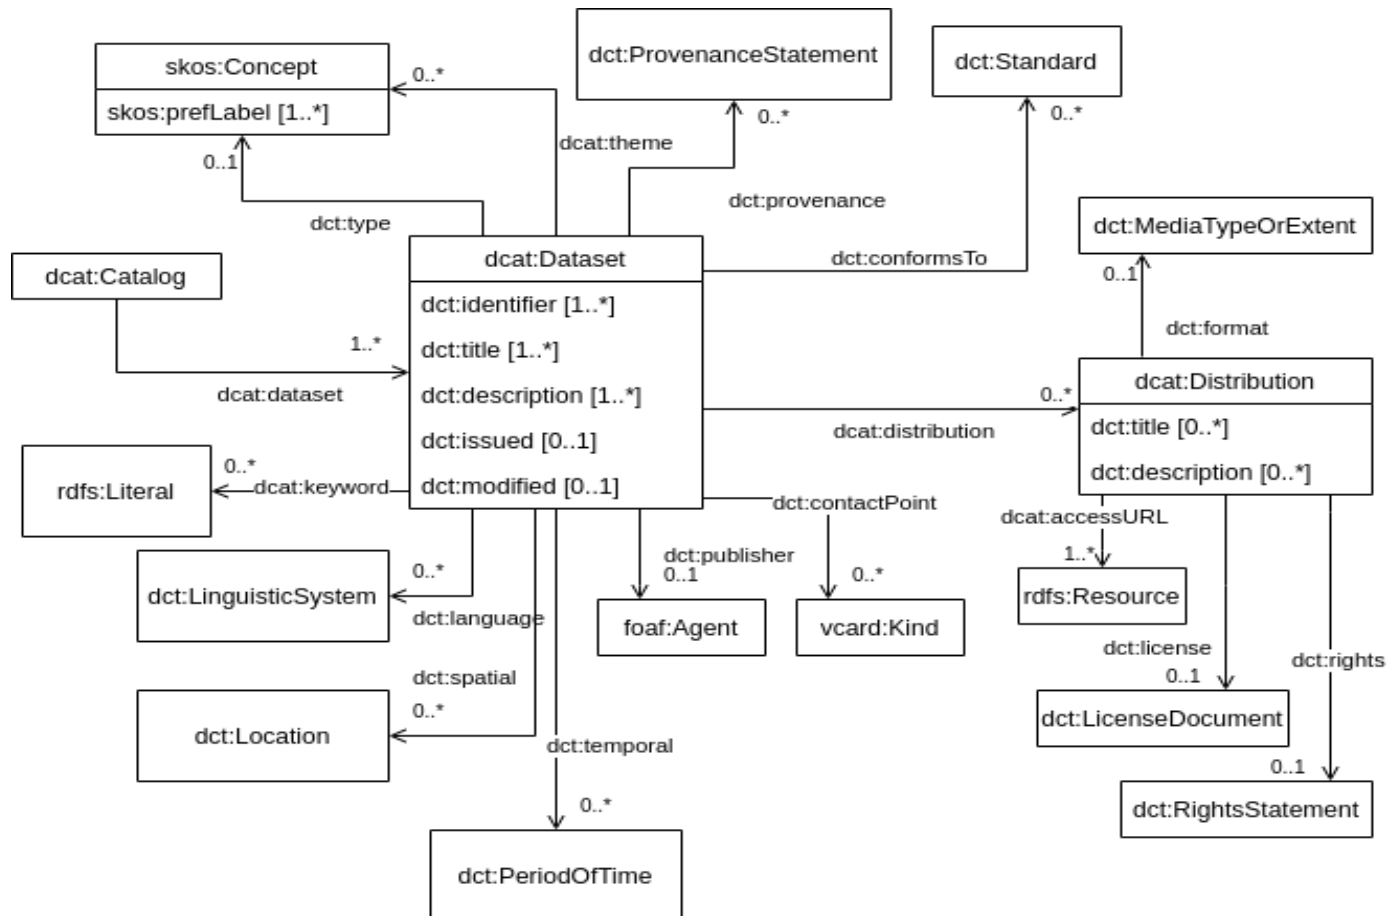 dct:ProvenanceStatement
0..*
skos:Concept
skos:prefLabel [1..*]
0..*
dct:Standard
0..*
0..1
dcat:theme
dct:provenance
dct:type
dct:MediaTypeOrExtent
0..1
dcat:Catalog
dcat:Dataset
dct:identifier [1..*]
dct:title [1..*]
dct:description [1..*]
dct:issued [0..1]
dct:modified [0..1]
dct:conformsTo
dct:format
1..*
dcat:dataset
0..*
dcat:distribution
dcat:Distribution
dct:title [0..*]
dct:description [0..*]
rdfs:Literal
0..*
dcat:keyword
dct:contactPoint
dcat:accessURL
1..*
rdfs:Resource
dct:LinguisticSystem
0..*
dct:language
dct:publisher
0..1
foaf:Agent
0..*
vcard:Kind
dct:license
0..1
dct:LicenseDocument
dct:rights
0..1
dct:RightsStatement
dct:spatial
0..*
dct:Location
dct:temporal
0..*
dct:PeriodOfTime